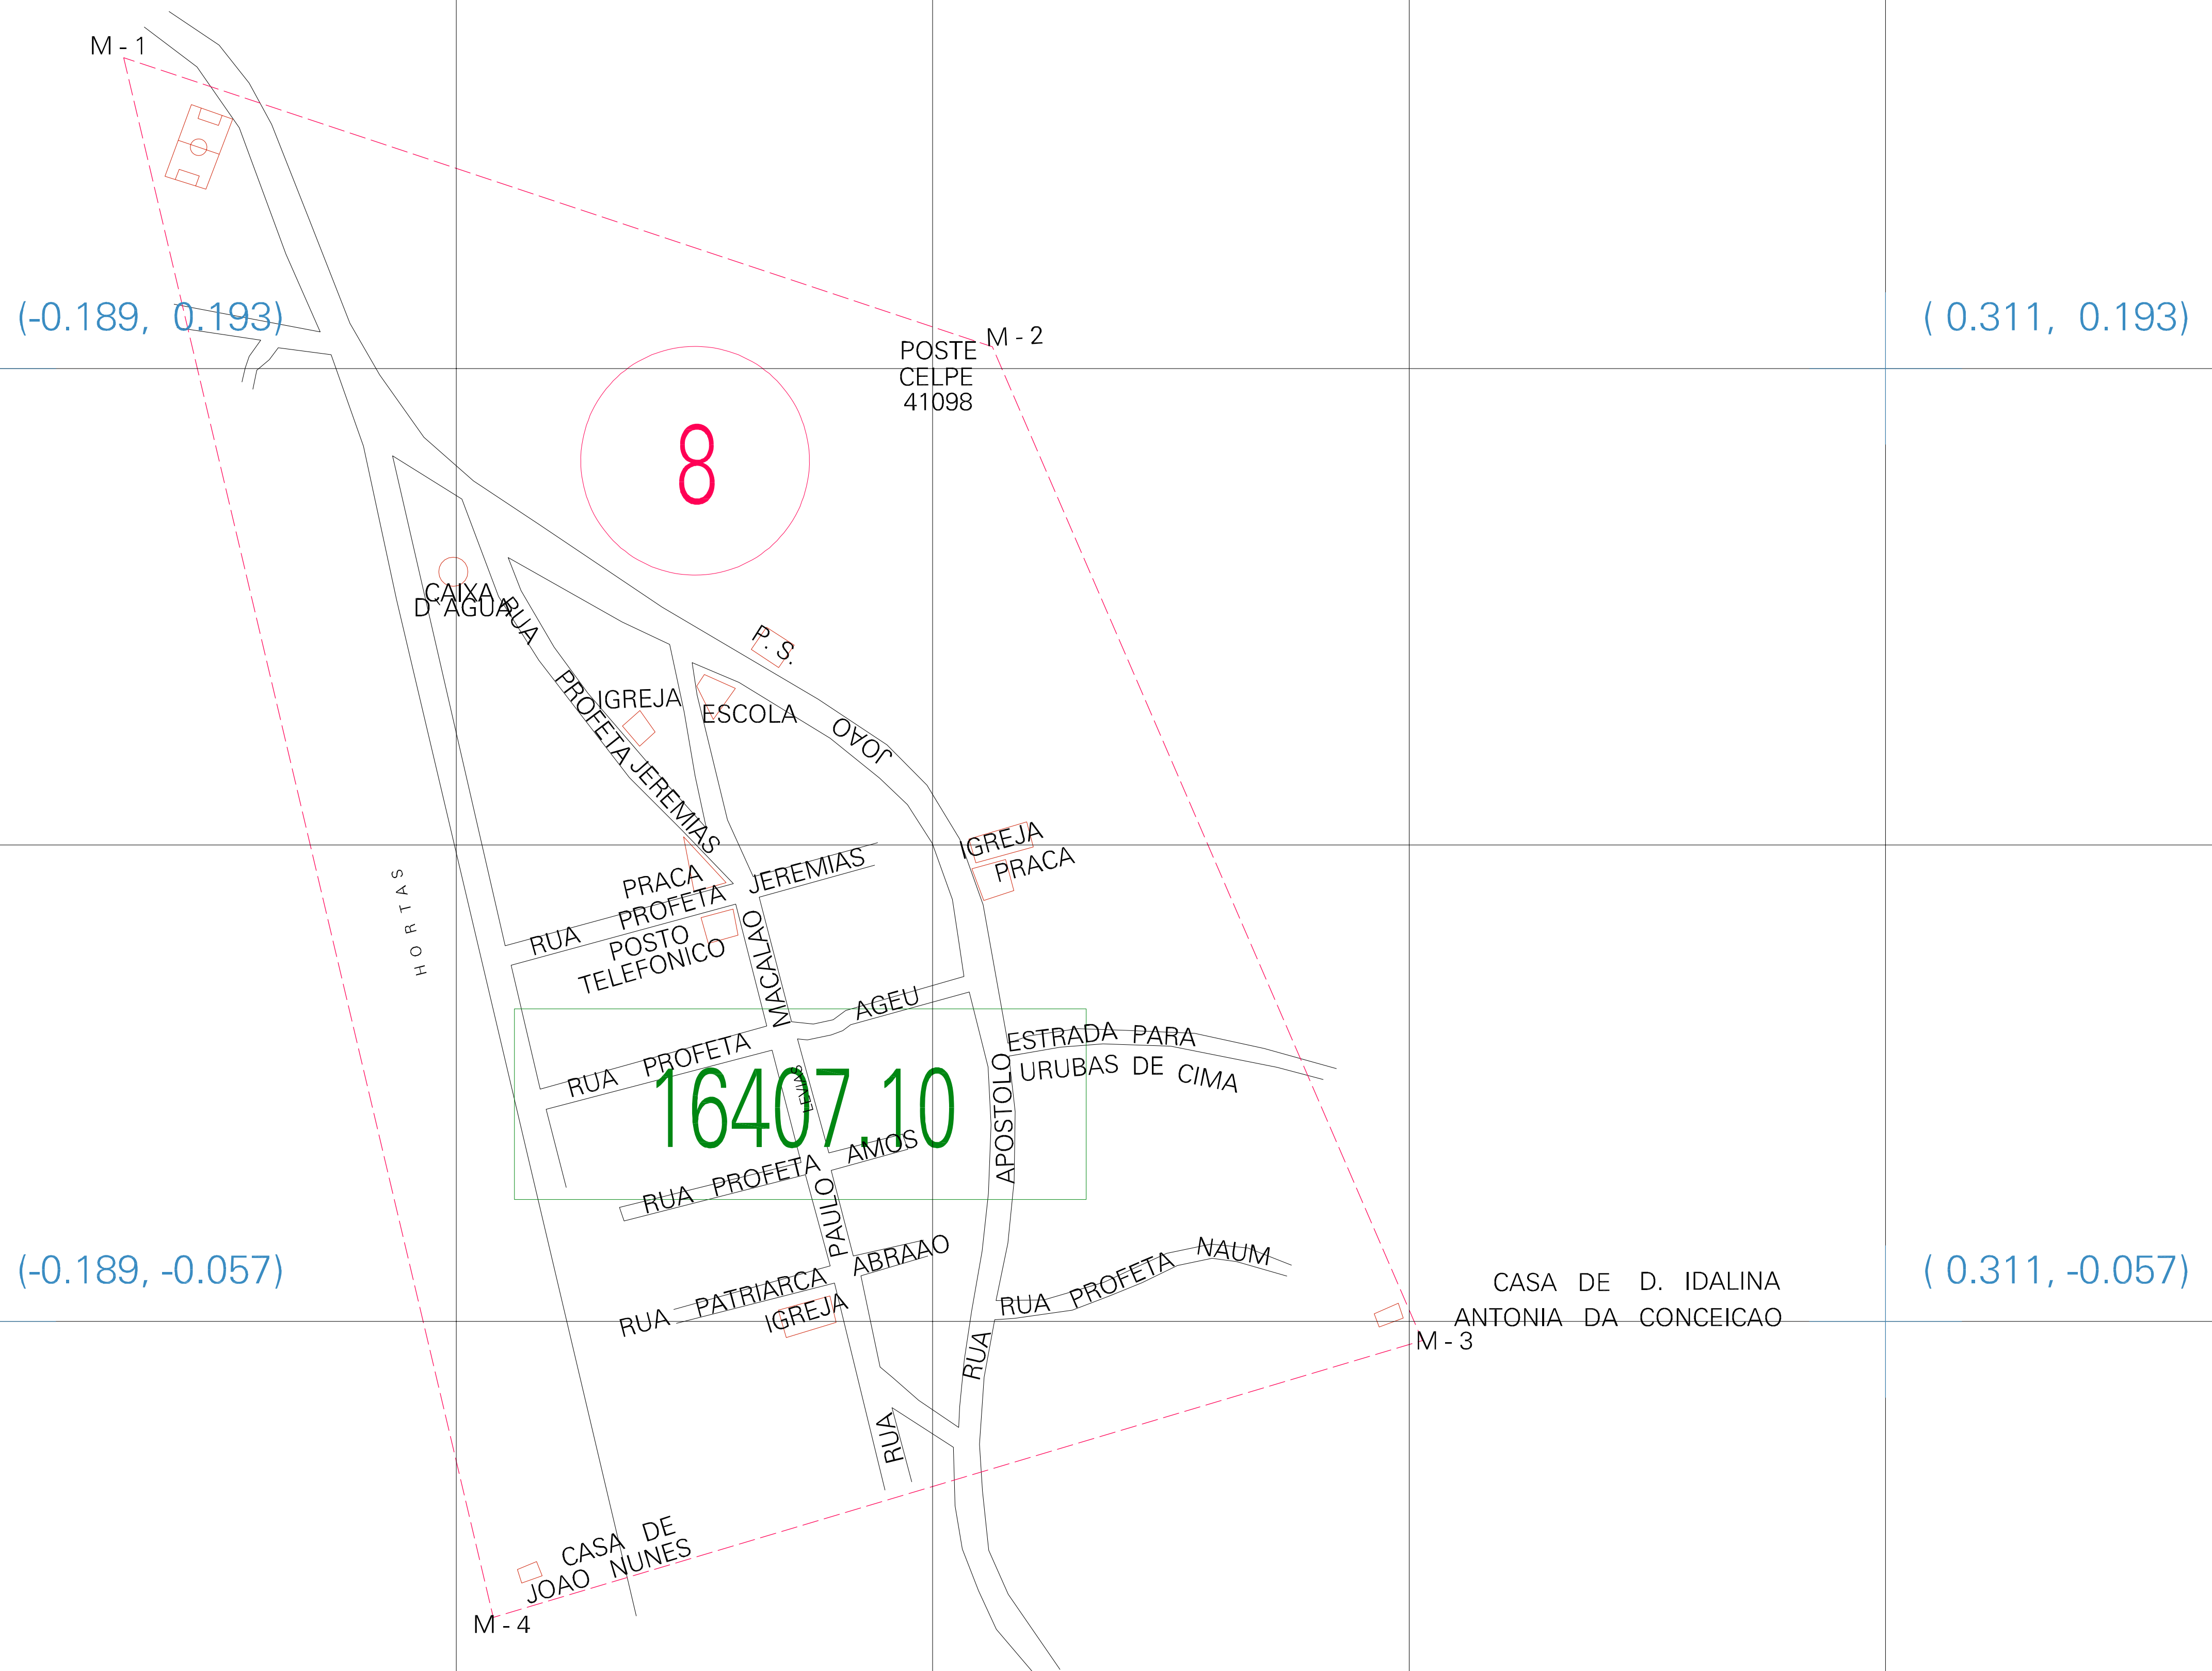 M - 1
(-0.189, 0.193)
( 0.311, 0.193)
M - 2
POSTE
CELPE
41098
8
CAIXA
D`AGUA
RUA PROFETA JEREMIAS
P. S.
IGREJA
ESCOLA
JOAO
IGREJA
PRACA
HORTAS
PRACA
RUA PROFETA JEREMIAS
POSTO
TELEFONICO
MACALAO
RUA PROFETA AGEU
ESTRADA PARA
URUBAS DE CIMA
16407.10
APOSTOLO
RUA PROFETA AMOS
PAULO
RUA PATRIARCA ABRAAO
IGREJA
RUA PROFETA NAUM
(-0.189, -0.057)
( 0.311, -0.057)
CASA DE D. IDALINA
ANTONIA DA CONCEICAO
M - 3
RUA
RUA
CASA DE
JOAO NUNES
M - 4